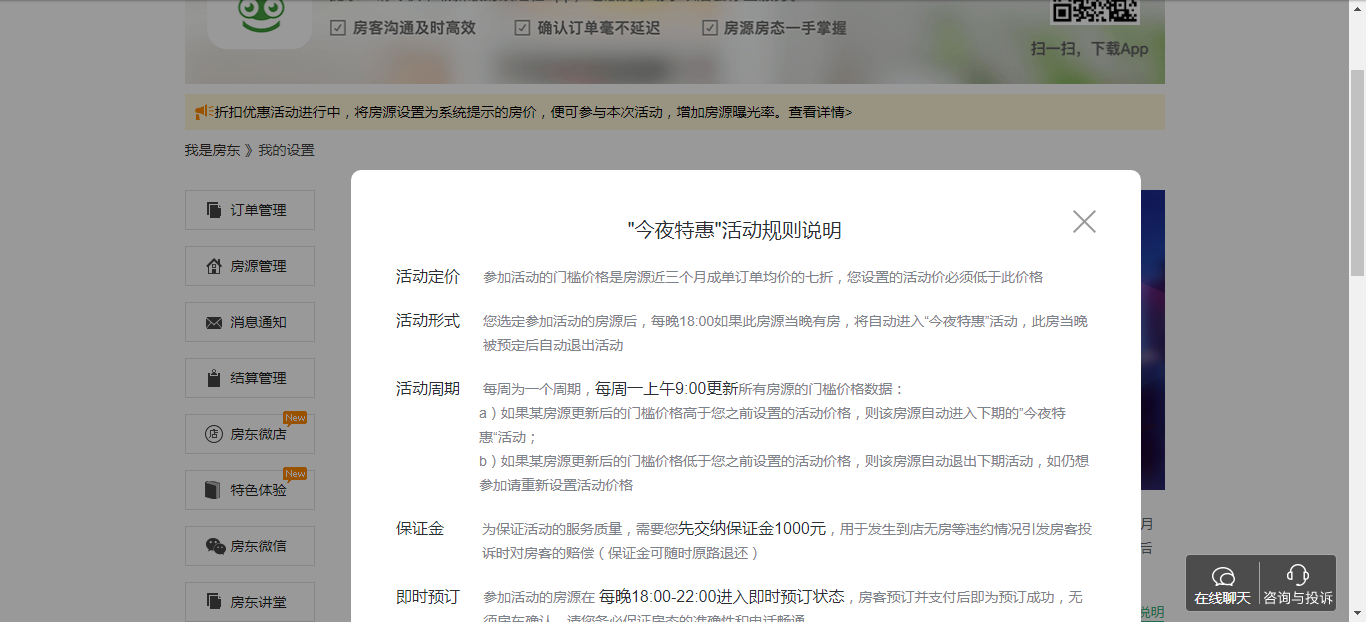 房客沟通及时高效
确认订单毫不延迟
房源房态一手掌握
扫一扫，下载App
折扣优惠活动进行中，将房源设置为系统提示的房价，便可参与本次活动，增加房源曝光率。查看详情>
我是房东 》我的设置
订单管理
房源管理
消息通知
结算管理
New
店 房东微店
New
特色体验
房东微信
房东讲堂
"今夜特惠"活动规则说明
活动定价 参加活动的门槛价格是房源近三个月成单订单均价的七折，您设置的活动价必须低于此价格
活动形式 您选定参加活动的房源后，每晚18:00如果此房源当晚有房，将自动进入“今夜特惠”活动，此房当晚
被预定后自动退出活动
活动周期 每周为一个周期，每周一上午9:00更新所有房源的门槛价格数据：
a）如果某房源更新后的门槛价格高于您之前设置的活动价格，则该房源自动进入下期的”今夜特
惠“活动；
b）如果某房源更新后的门槛价格低于您之前设置的活动价格，则该房源自动退出下期活动，如仍想
参加请重新设置活动价格
保证金 为保证活动的服务质量，需要您先交纳保证金1000元，用于发生到店无房等违约情况引发房客投
诉时对房客的赔偿（保证金可随时原路退还）
即时预订 参加活动的房源在 每晚18:00-22:00进入即时预订状态，房客预订并支付后即为预订成功，无
须房东确认，请您务必保证房态的准确性和电话畅通
月
后
说明
在线聊天
咨询与投诉